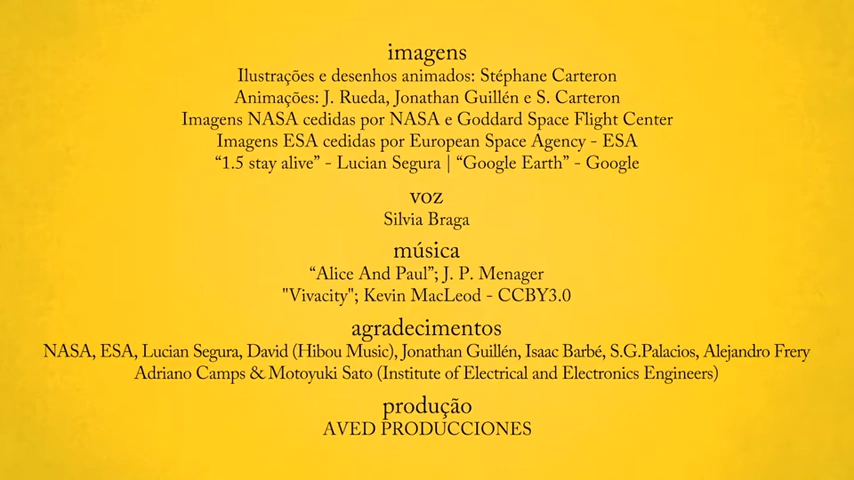 imagens
Ilustrações e desenhos animados: Stéphane Carteron
Animações: J. Rueda, Jonathan Guillén e S. Carteron
Imagens NASA cedidas por NASA e Goddard Space Flight Center
Imagens ESA cedidas por European Space Agency - ESA
“1.5 stay alive” - Lucian Segura | “Google Earth” - Google
voz
Silvia Braga
música
“Alice And Paul”; J. P. Menager
"Vivacity"; Kevin MacLeod - CCBY3.0
agradecimentos
NASA, ESA, Lucian Segura, David (Hibou Music), Jonathan Guillén, Isaac Barbé, S.G.Palacios, Alejandro Frery
Adriano Camps & Motoyuki Sato (Institute of Electrical and Electronics Engineers)
produção
AVED PRODUCCIONES